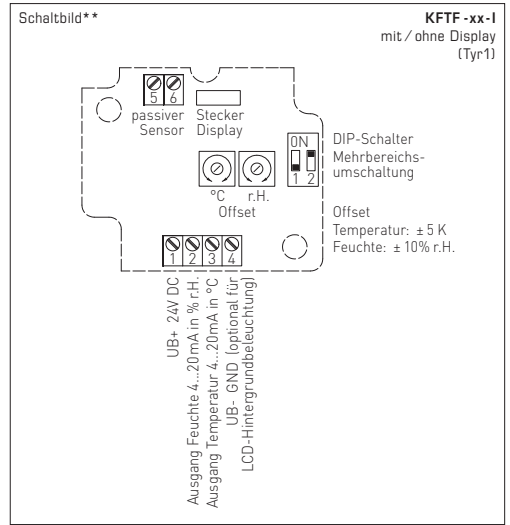 Schaltbild**
KFTF - xx - I
mit / ohne Display
(Tyr1)
5 6
passiver
Sensor
Stecker
Display
ON
1 2
DIP-Schalter
Mehrbereichs-
umschaltung
°C r.H.
Offset
Offset
Temperatur: ± 5 K
Feuchte: ± 10% r.H.
1 2 3 4
UB+ 24V DC
Ausgang Feuchte 4...20mA in % r.H.
Ausgang Temperatur 4...20mA in °C
UB- GND (optional für
LCD-Hintergrundbeleuchtung)